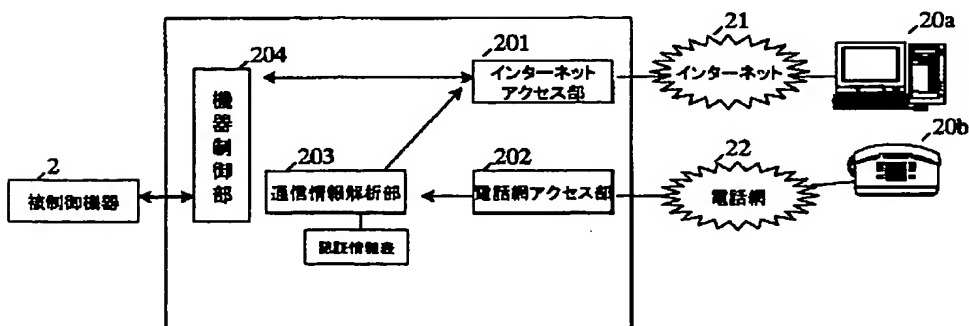 204
機器制御部
201
インターネット
アクセス部
21
インターネット
20a
203
通信情報解析部
202
電話網アクセス部
22
電話網
20b
2
被制御機器
認証情報表